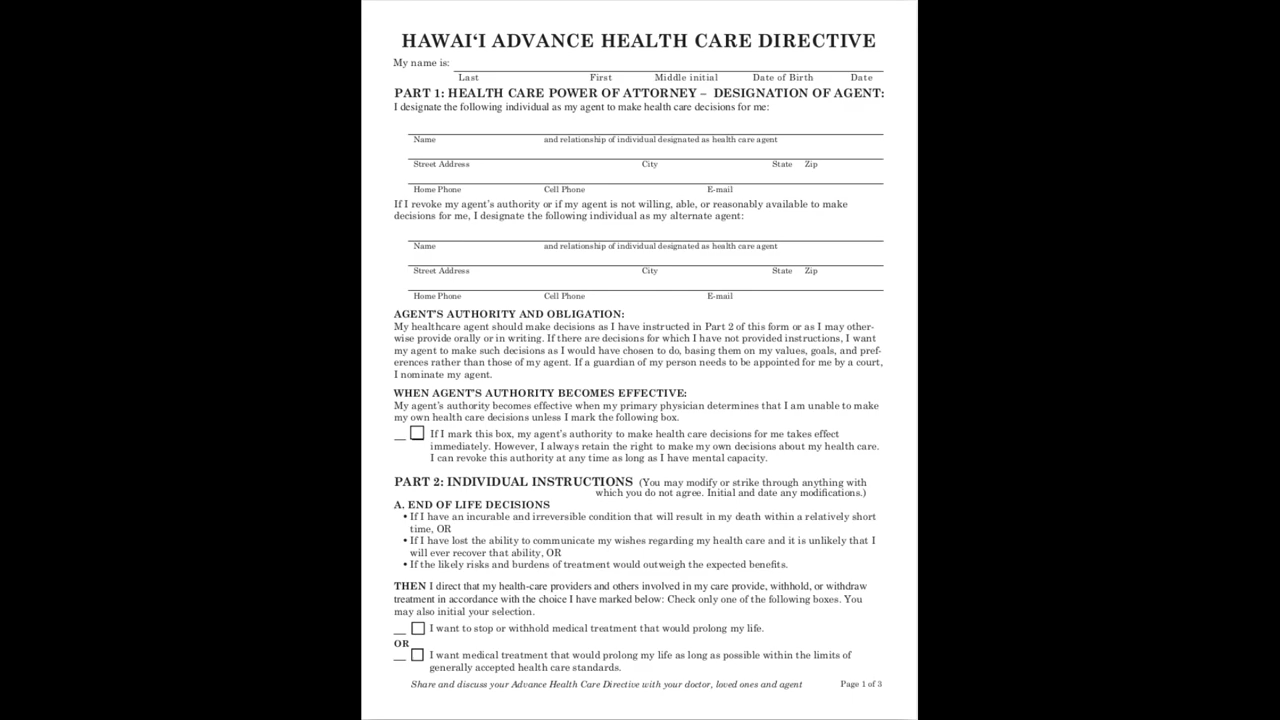 HAWAI‘I ADVANCE HEALTH CARE DIRECTIVE
My name is:
Last First Middle initial Date of Birth Date
PART 1: HEALTH CARE POWER OF ATTORNEY – DESIGNATION OF AGENT:
I designate the following individual as my agent to make health care decisions for me:
Name and relationship of individual designated as health care agent
Street Address City State Zip
Home Phone Cell Phone E-mail
If I revoke my agent’s authority or if my agent is not willing, able, or reasonably available to make
decisions for me, I designate the following individual as my alternate agent:
Name and relationship of individual designated as health care agent
Street Address City State Zip
Home Phone Cell Phone E-mail
AGENT’S AUTHORITY AND OBLIGATION:
My healthcare agent should make decisions as I have instructed in Part 2 of this form or as I may other-
wise provide orally or in writing. If there are decisions for which I have not provided instructions, I want
my agent to make such decisions as I would have chosen to do, basing them on my values, goals, and pref-
erences rather than those of my agent. If a guardian of my person needs to be appointed for me by a court,
I nominate my agent.
WHEN AGENT’S AUTHORITY BECOMES EFFECTIVE:
My agent’s authority becomes effective when my primary physician determines that I am unable to make
my own health care decisions unless I mark the following box.
If I mark this box, my agent’s authority to make health care decisions for me takes effect
immediately. However, I always retain the right to make my own decisions about my health care.
I can revoke this authority at any time as long as I have mental capacity.
PART 2: INDIVIDUAL INSTRUCTIONS (You may modify or strike through anything with
which you do not agree. Initial and date any modifications.)
A. END OF LIFE DECISIONS
• If I have an incurable and irreversible condition that will result in my death within a relatively short
time, OR
• If I have lost the ability to communicate my wishes regarding my health care and it is unlikely that I
will ever recover that ability, OR
• If the likely risks and burdens of treatment would outweigh the expected benefits.
THEN I direct that my health-care providers and others involved in my care provide, withhold, or withdraw
treatment in accordance with the choice I have marked below: Check only one of the following boxes. You
may also initial your selection.
I want to stop or withhold medical treatment that would prolong my life.
OR
I want medical treatment that would prolong my life as long as possible within the limits of
generally accepted health care standards.
Share and discuss your Advance Health Care Directive with your doctor, loved ones and agent Page 1 of 3